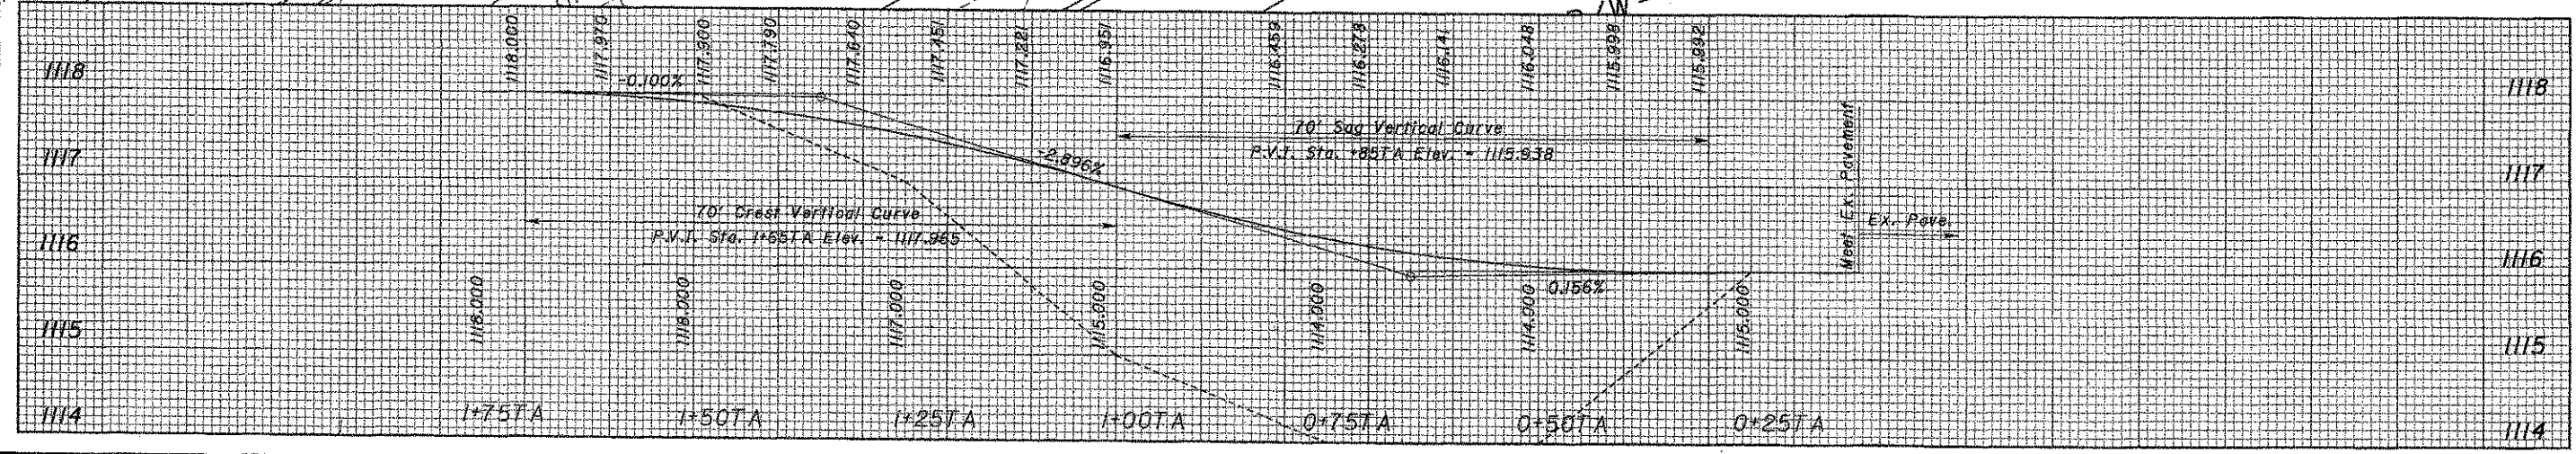 1118.000
1117.970
1117.900
1117.790
1117.640
1117.451
1117.221
1116.951
1116.459
1116.278
1116.141
1116.048
1115.998
1115.992
1118
-0.100%
1118
70' Sag Vertical Curve
P.V.I. Sta. +85TA Elev. - 1115.938
Meet Ex. Pavement
1117
-2.896%
1117
70' Crest Vertical Curve
P.V.I. Sta. 1+65TA Elev. - 1117.965
Ex. Pave.
1116
1116
0.156%
1118.000
1118.000
1117.000
1115.000
1114.000
1114.000
1115.000
1115
1115
1114
1+75TA
1+50TA
1+25TA
1+00TA
0+75TA
0+50TA
0+25TA
1114